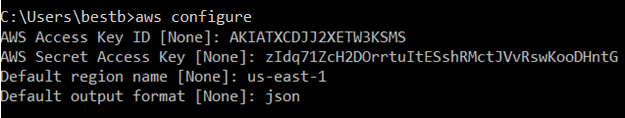 C:\Users\bestb>aws configure
AWS Access Key ID [None]: AKIATXCDJJ2XETW3KSMS
AWS Secret Access Key [None]: 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
Default region name [None]: us-east-1
Default output format [None]: json